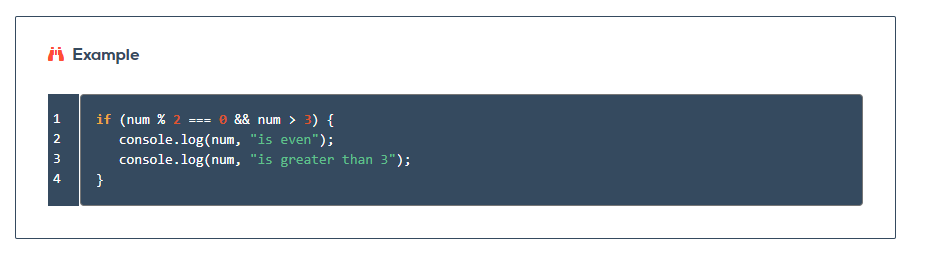 Example
1 if (num % 2 === 0 && num > 3) {
2    console.log(num, "is even");
3    console.log(num, "is greater than 3");
4 }